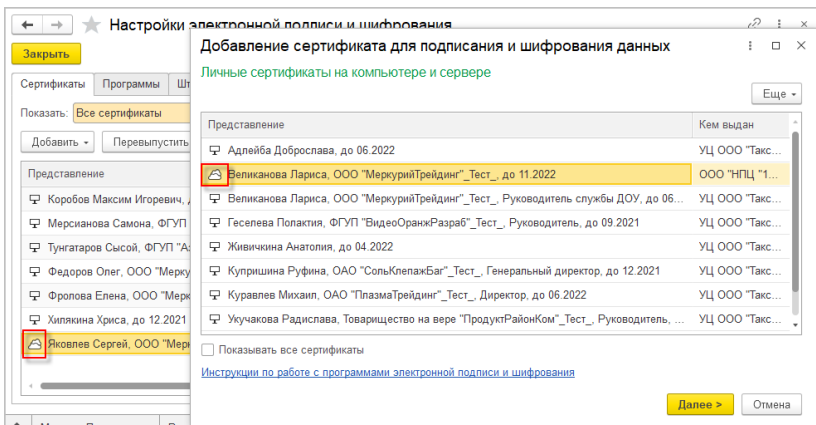 Настройки электронной подписи и шифрования
Закрыть
Сертификаты Программы
Показать: Все сертификаты
Добавить Перевыпустить
Представление
Коробов Максим Игоревич,
Мерсианова Самона, ФГУП
Тунгатаров Сысой, ФГУП
Федоров Олег, ООО "Мерку
Фролова Елена, ООО "Мерк
Хилякина Хриса, до 12.2021
Яковлев Сергей, ООО
Добавление сертификата для подписания и шифрования данных
Личные сертификаты на компьютере и сервере
Еще
Представление Кем выдан
Адлейба Доброслава, до 06.2022 УЦ ООО "Такс...
Великанова Лариса, ООО "МеркурийТрейдинг"_Тест_, до 11.2022 ООО "НПЦ "1...
Великанова Лариса, ООО "МеркурийТрейдинг"_Тест_, Руководитель службы ДОУ, до 06... УЦ ООО "Такс...
Геселева Полактия, ФГУП "ВидеоОранжРазраб"_Тест_, Руководитель, до 09.2021 УЦ ООО "Такс...
Живичкина Анатолия, до 04.2022 УЦ ООО "Такс...
Купришина Руфина, ОАО "СольКлепажБаг"_Тест_, Генеральный директор, до 12.2021 УЦ ООО "Такс...
Куравлев Михаил, ОАО "ПлазмаТрейдинг"_Тест_, Директор, до 06.2022 УЦ ООО "Такс...
Укучакова Радислава, Товарищество на вере "ПродуктРайонКом"_Тест_, Руководитель, ... УЦ ООО "Такс...
Показывать все сертификаты
Инструкции по работе с программами электронной подписи и шифрования
Далее > Отмена